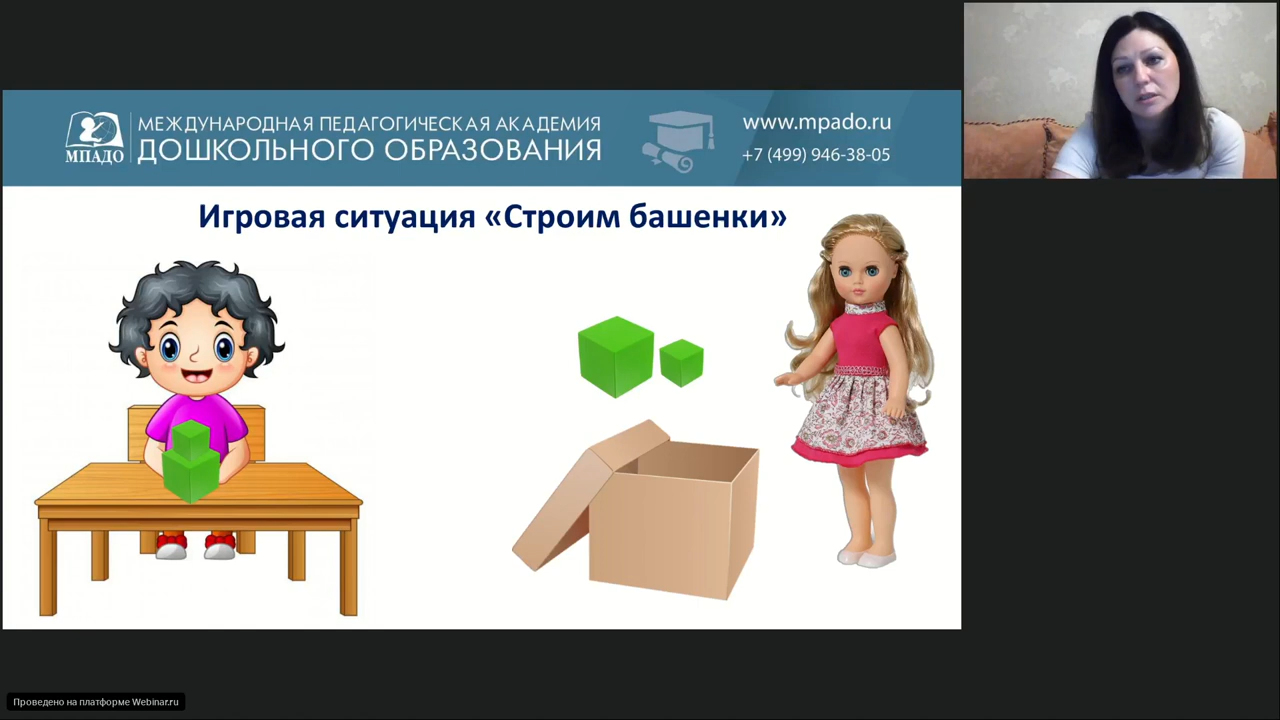 МПАДО
МЕЖДУНАРОДНАЯ ПЕДАГОГИЧЕСКАЯ АКАДЕМИЯ
ДОШКОЛЬНОГО ОБРАЗОВАНИЯ
www.mpado.ru
+7 (499) 946-38-05
Игровая ситуация «Строим башенки»
Проведено на платформе Webinar.ru